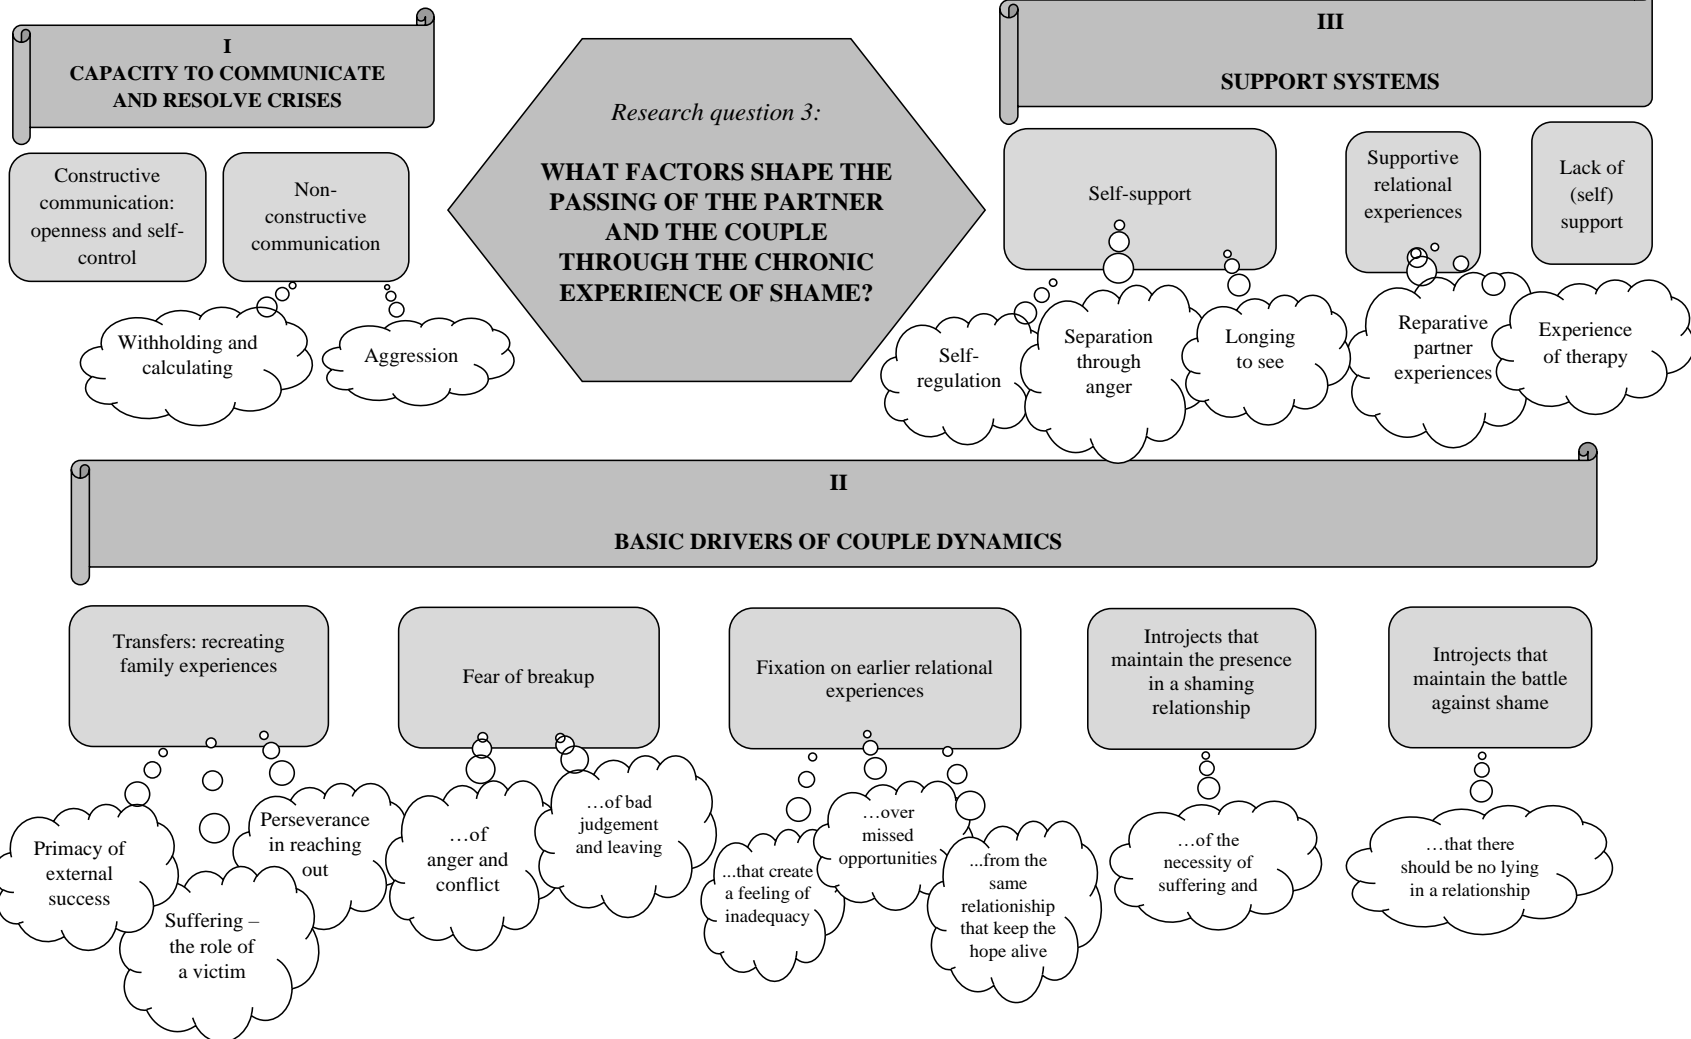 I
CAPACITY TO COMMUNICATE
AND RESOLVE CRISES
Constructive
communication:
openness and self-
control
Non-
constructive
communication
Withholding and
calculating
Aggression
Research question 3:
WHAT FACTORS SHAPE THE
PASSING OF THE PARTNER
AND THE COUPLE
THROUGH THE CHRONIC
EXPERIENCE OF SHAME?
III
SUPPORT SYSTEMS
Self-support
Supportive
relational
experiences
Lack of
(self)
support
Self-
regulation
Separation
through
anger
Longing
to see
Reparative
partner
experiences
Experience
of therapy
II
BASIC DRIVERS OF COUPLE DYNAMICS
Transfers: recreating
family experiences
Fear of breakup
Fixation on earlier relational
experiences
Introjects that
maintain the presence
in a shaming
relationship
Introjects that
maintain the battle
against shame
Primacy of
external
success
Suffering –
the role of
a victim
Perseverance
in reaching
out
…of
anger and
conflict
…of bad
judgement
and leaving
...that create
a feeling of
inadequacy
…over
missed
opportunities
...from the
same
relationiship
that keep the
hope alive
…of the
necessity of
suffering and
…that there
should be no lying
in a relationship